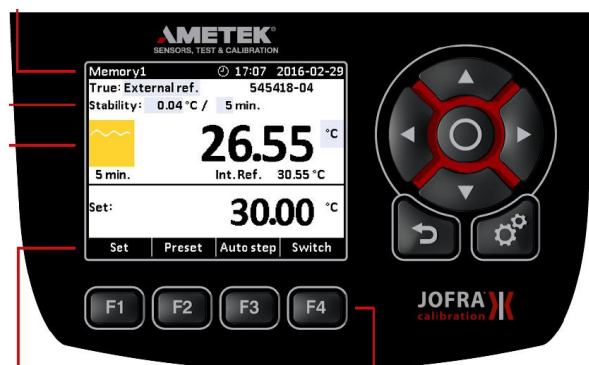 AMETEK®
SENSORS, TEST & CALIBRATION
Memory1 17:07 2016-02-29
True: External ref. 545418-04
Stability: 0.04 °C / 5 min.
26.55 °C
5 min. Int. Ref. 30.55 °C
Set: 30.00 °C
Set Preset Auto step Switch
F1 F2 F3 F4
JOFRA
calibration